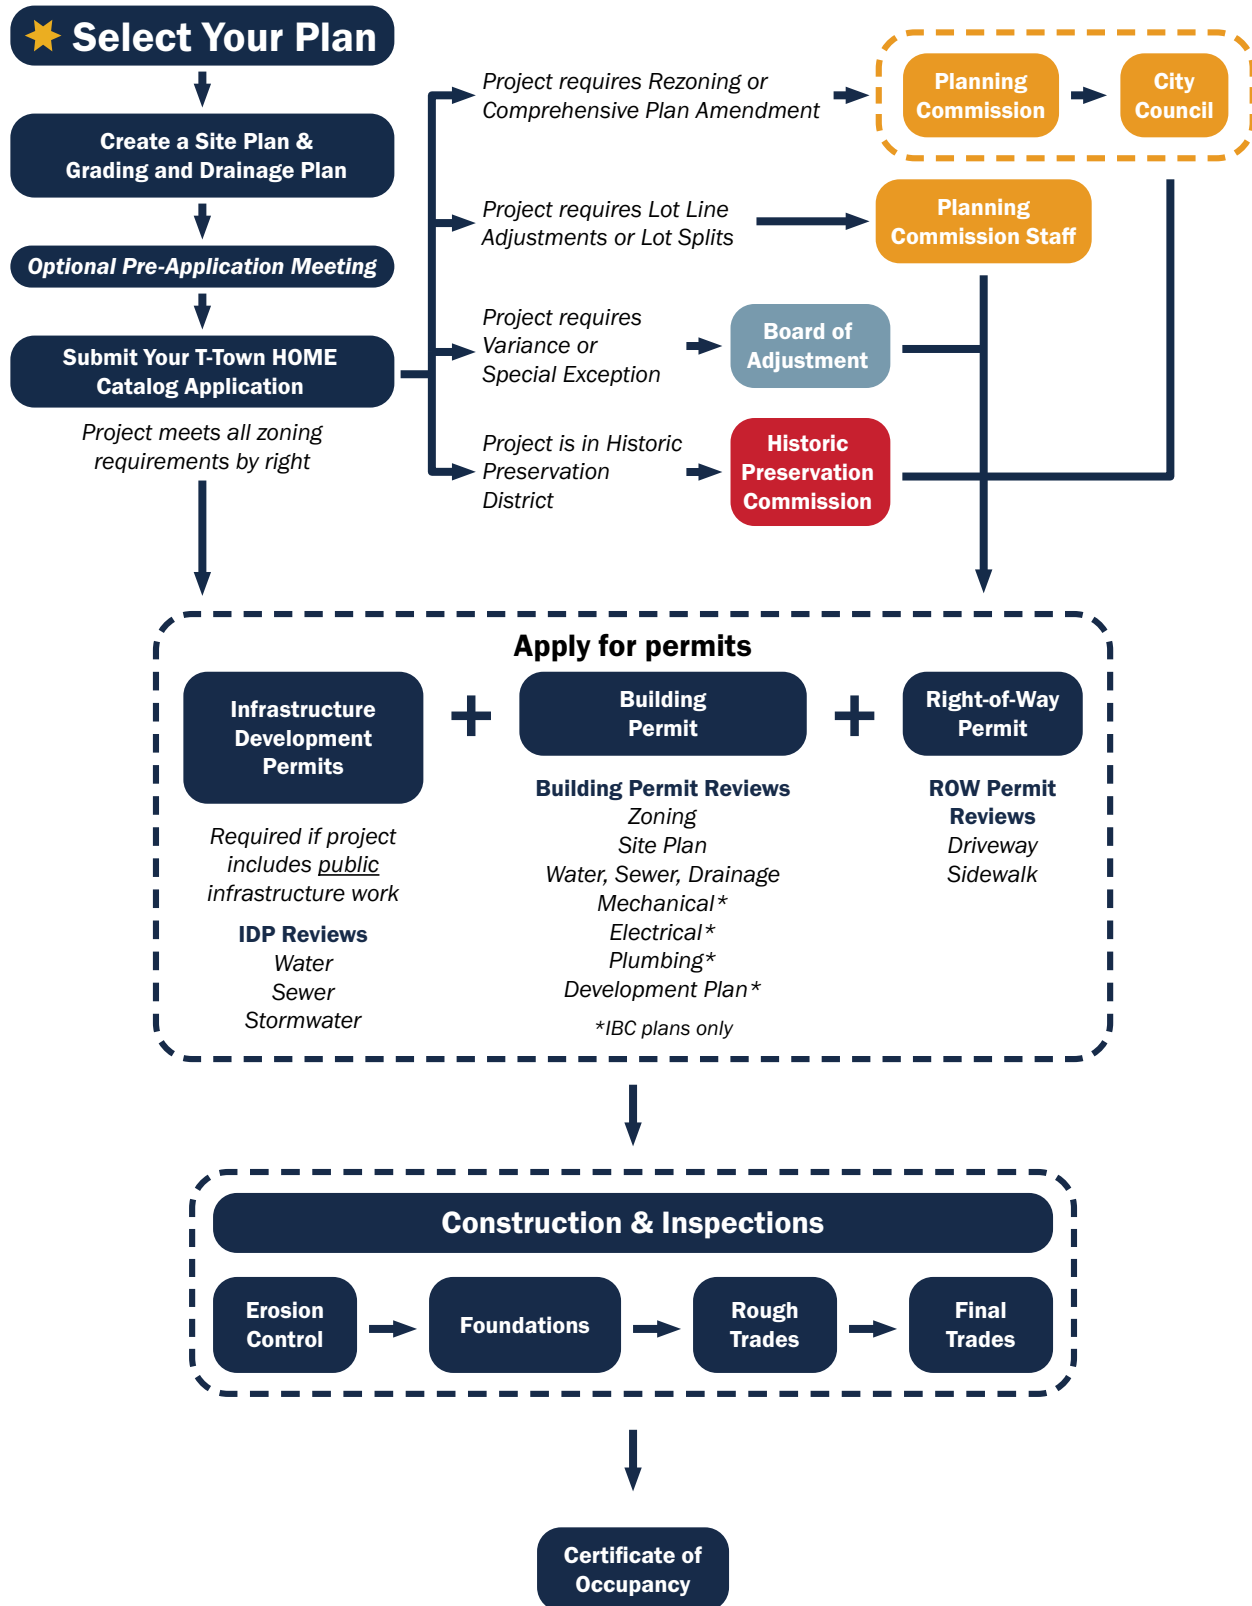 Select Your Plan
Create a Site Plan &
Grading and Drainage Plan
Optional Pre-Application Meeting
Submit Your T-Town HOME
Catalog Application
Project meets all zoning
requirements by right
Project requires Rezoning or
Comprehensive Plan Amendment
Planning
Commission
City
Council
Project requires Lot Line
Adjustments or Lot Splits
Planning
Commission Staff
Project requires
Variance or
Special Exception
Board of
Adjustment
Project is in Historic
Preservation
District
Historic
Preservation
Commission
Apply for permits
Infrastructure
Development
Permits
Required if project
includes public
infrastructure work
IDP Reviews
Water
Sewer
Stormwater
+
Building
Permit
Building Permit Reviews
Zoning
Site Plan
Water, Sewer, Drainage
Mechanical*
Electrical*
Plumbing*
Development Plan*
*IBC plans only
+
Right-of-Way
Permit
ROW Permit
Reviews
Driveway
Sidewalk
Construction & Inspections
Erosion
Control
Foundations
Rough
Trades
Final
Trades
Certificate of
Occupancy